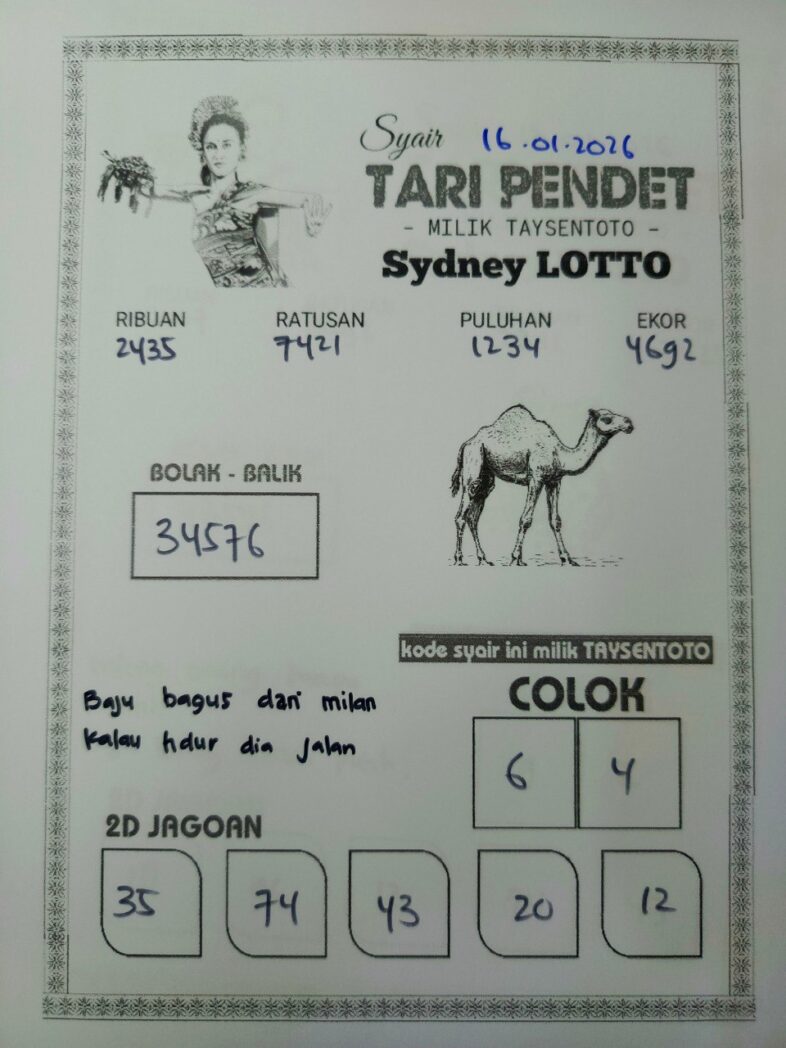 Syair 16.01.2026
TARI PENDET
- MILIK TAYSENTOTO -
Sydney LOTTO
RIBUAN RATUSAN PULUHAN EKOR
2435 7421 1234 4692
BOLAK - BALIK
34576
kode syair ini milik TAYSENTOTO
COLOK
6 4
Baju bagus dari milan
kalau hdur dia jalan
2D JAGOAN
35 74 43 20 12